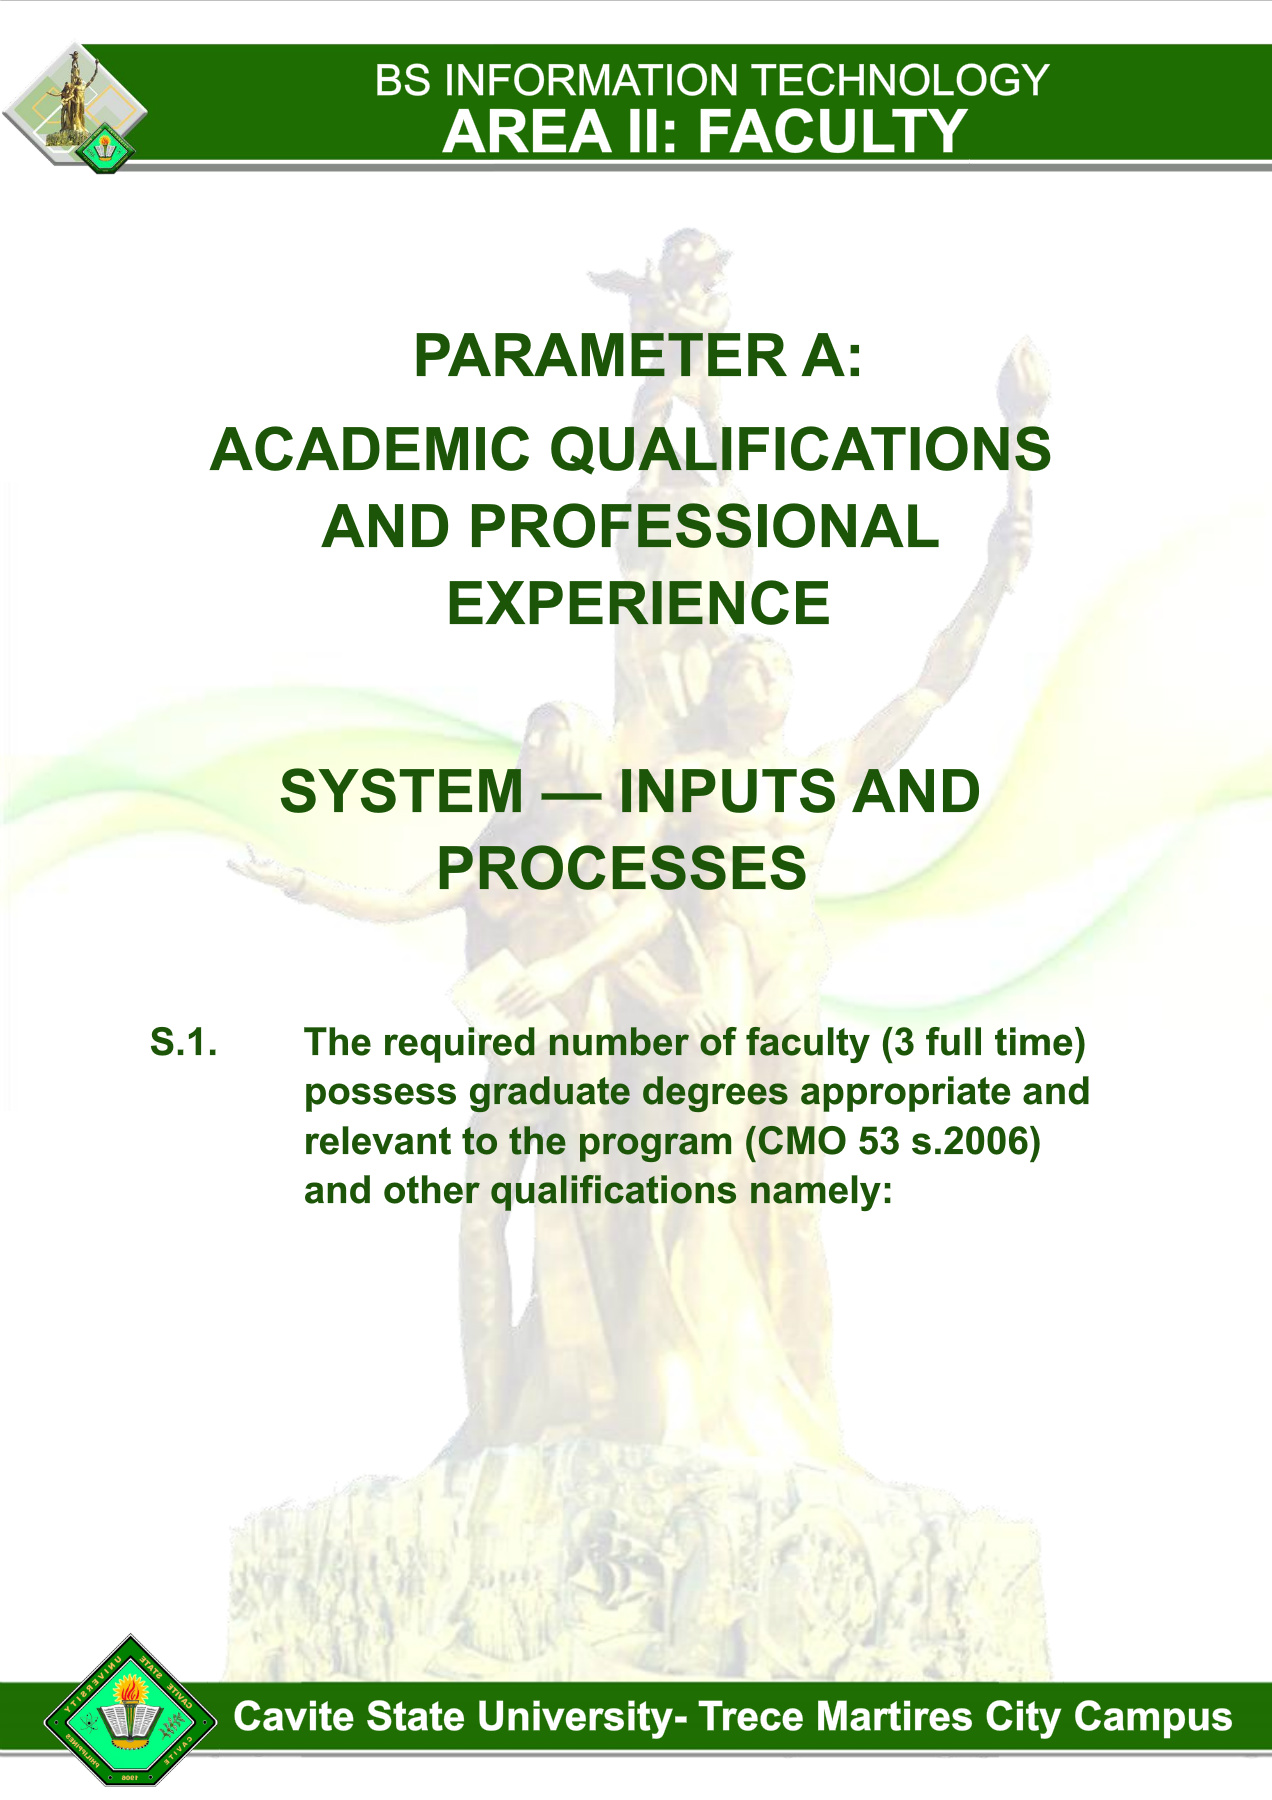 BS INFORMATION TECHNOLOGY
AREA II: FACULTY
PARAMETER A:
ACADEMIC QUALIFICATIONS
AND PROFESSIONAL
EXPERIENCE
SYSTEM — INPUTS AND
PROCESSES
S.1. The required number of faculty (3 full time)
possess graduate degrees appropriate and
relevant to the program (CMO 53 s.2006)
and other qualifications namely:
CAVITE STATE UNIVERSITY
CAVITE
PHILIPPINES
1906
Cavite State University- Trece Martires City Campus